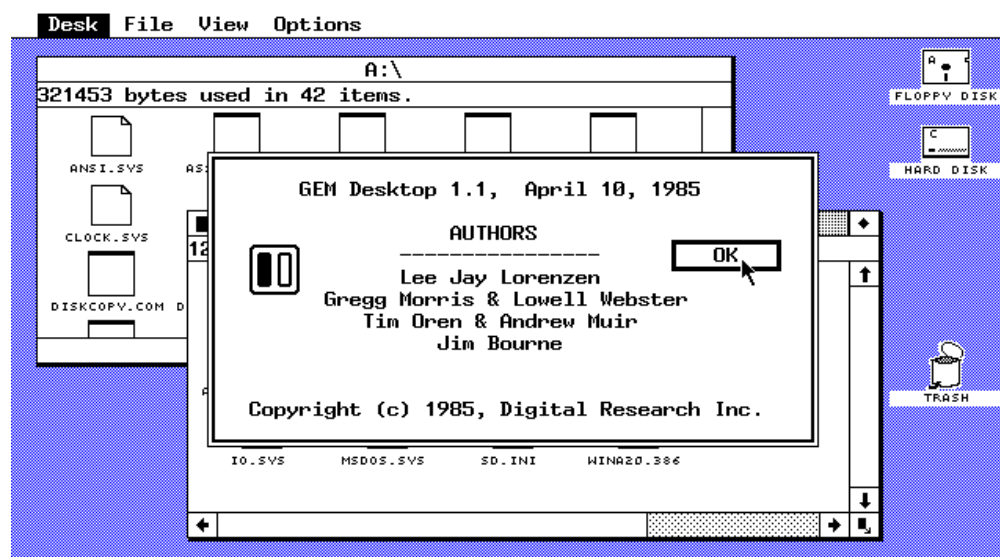 Desk File View Options
A:\
321453 bytes used in 42 items.
FLOPPY DISK
HARD DISK
TRASH
ANSI.SYS
CLOCK.SYS
DISKCOPY.COM D
GEM Desktop 1.1, April 10, 1985
AUTHORS
-----------------
OK
Lee Jay Lorenzen
Gregg Morris & Lowell Webster
Tim Oren & Andrew Muir
Jim Bourne
Copyright (c) 1985, Digital Research Inc.
IO.SYS MSDOS.SYS SD.INI WINA20.386